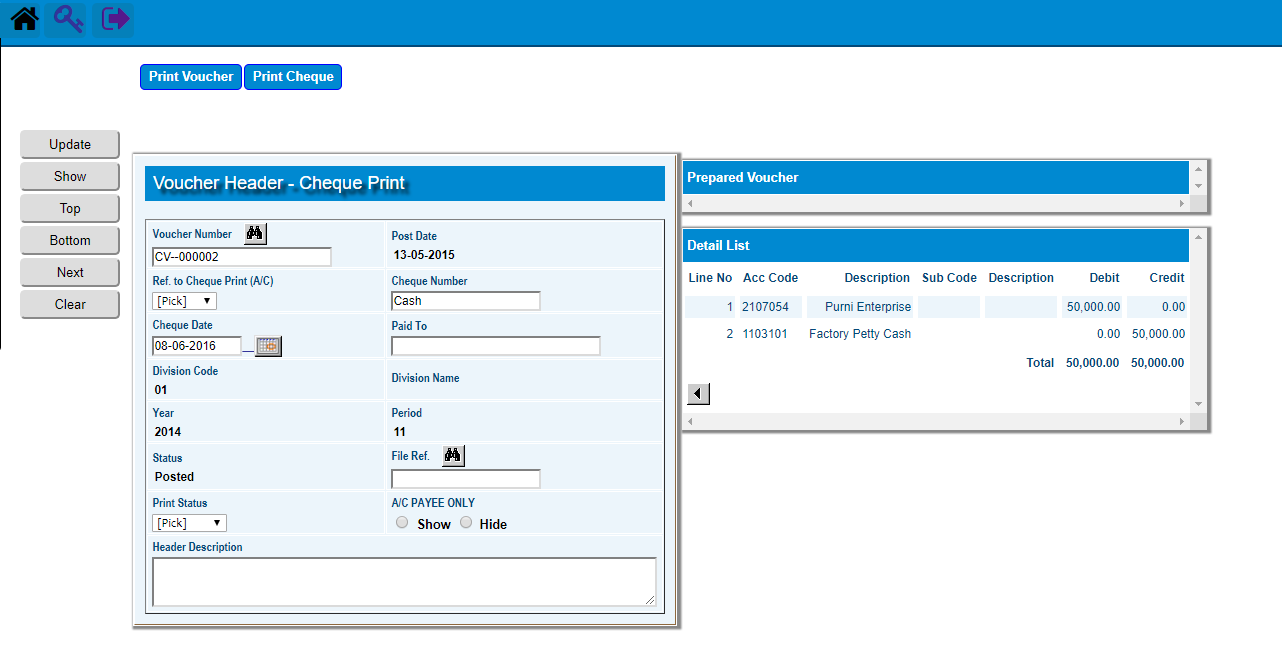 Print Voucher Print Cheque
Update
Show
Top
Bottom
Next
Clear
Voucher Header - Cheque Print
Voucher Number
CV--000002
Post Date
13-05-2015
Ref. to Cheque Print (A/C)
[Pick]
Cheque Number
Cash
Cheque Date
08-06-2016
Paid To
Division Code
01
Division Name
Year
2014
Period
11
Status
Posted
File Ref.
Print Status
[Pick]
A/C PAYEE ONLY
Show Hide
Header Description
Prepared Voucher
Detail List
Line No Acc Code Description Sub Code Description Debit Credit
1 2107054 Purni Enterprise 50,000.00 0.00
2 1103101 Factory Petty Cash 0.00 50,000.00
Total 50,000.00 50,000.00